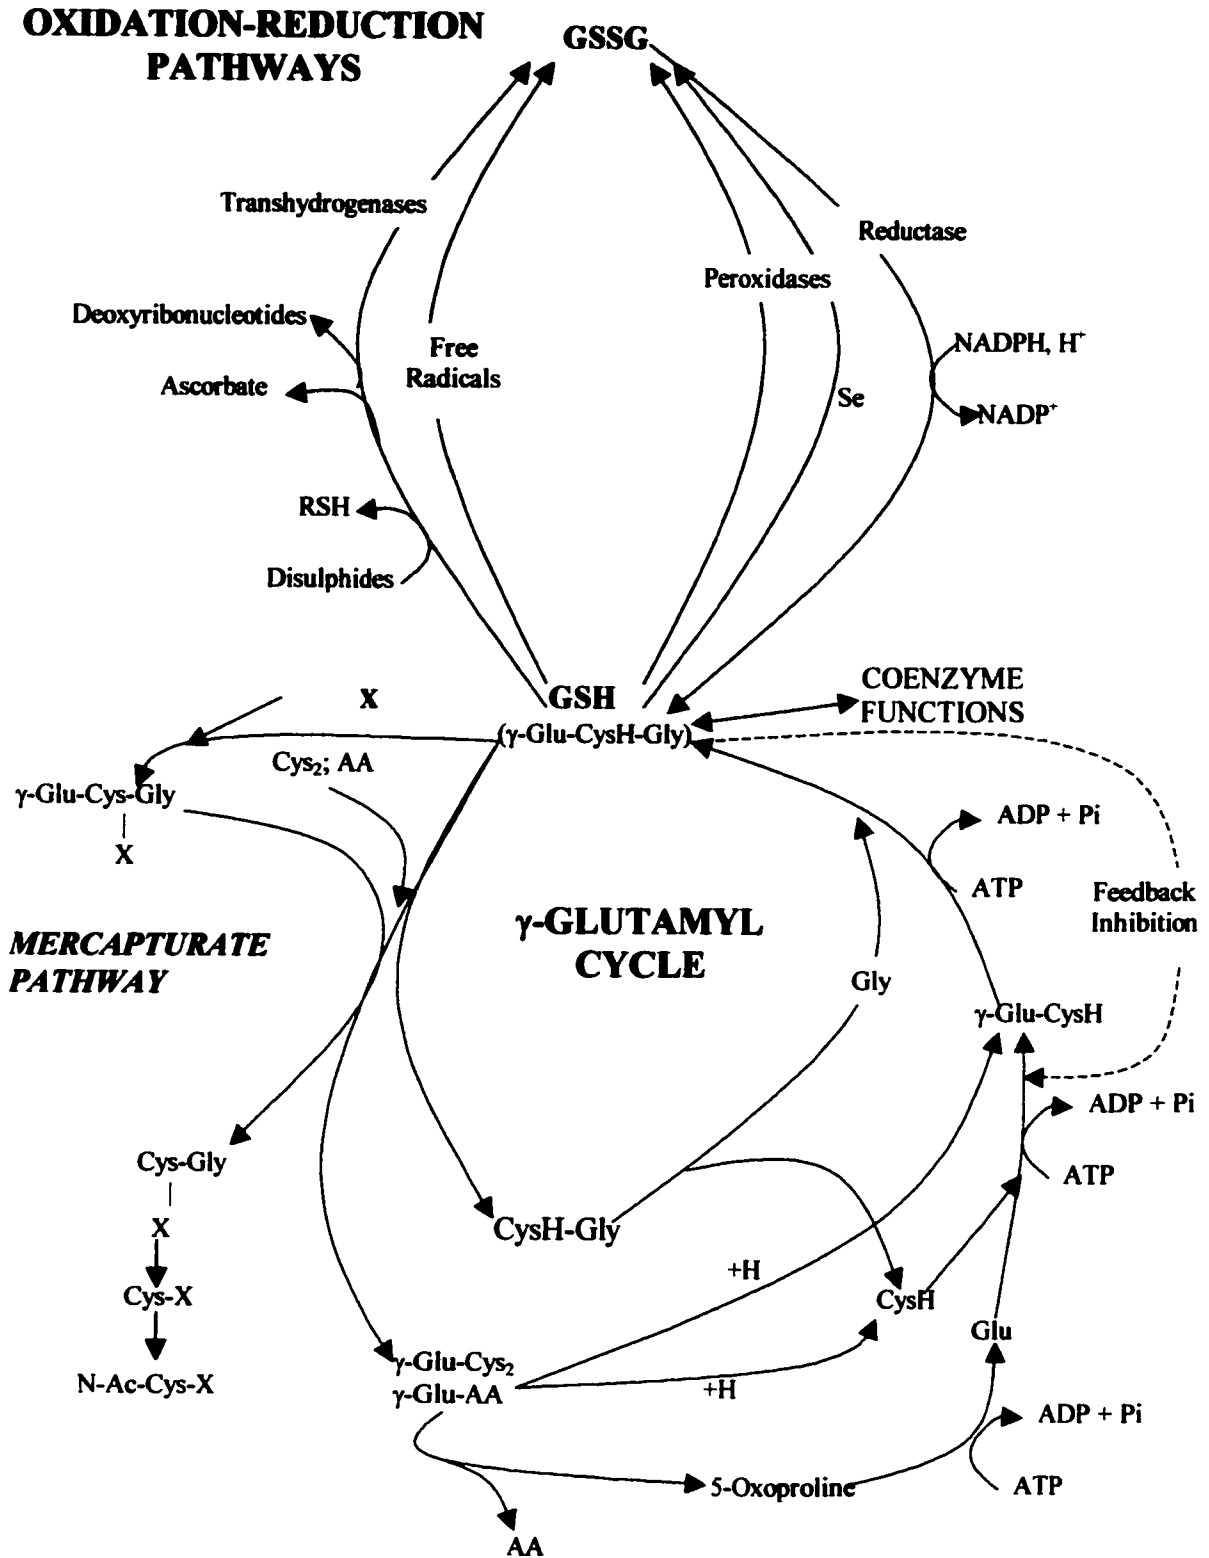 OXIDATION-REDUCTION
PATHWAYS
GSSG
Transhydrogenases
Reductase
Peroxidases
Deoxyribonucleotides
Free
Radicals
NADPH, H⁺
Ascorbate
Se
NADP⁺
RSH
Disulphides
X
GSH
(γ-Glu-CysH-Gly)
COENZYME
FUNCTIONS
Cys₂; AA
γ-Glu-Cys-Gly
X
ADP + Pi
ATP
Feedback
Inhibition
γ-GLUTAMYL
CYCLE
MERCAPTURATE
PATHWAY
Gly
γ-Glu-CysH
ADP + Pi
ATP
Cys-Gly
X
CysH-Gly
+H
Cys-X
CysH
Glu
γ-Glu-Cys₂
γ-Glu-AA
+H
N-Ac-Cys-X
ADP + Pi
5-Oxoproline
ATP
AA